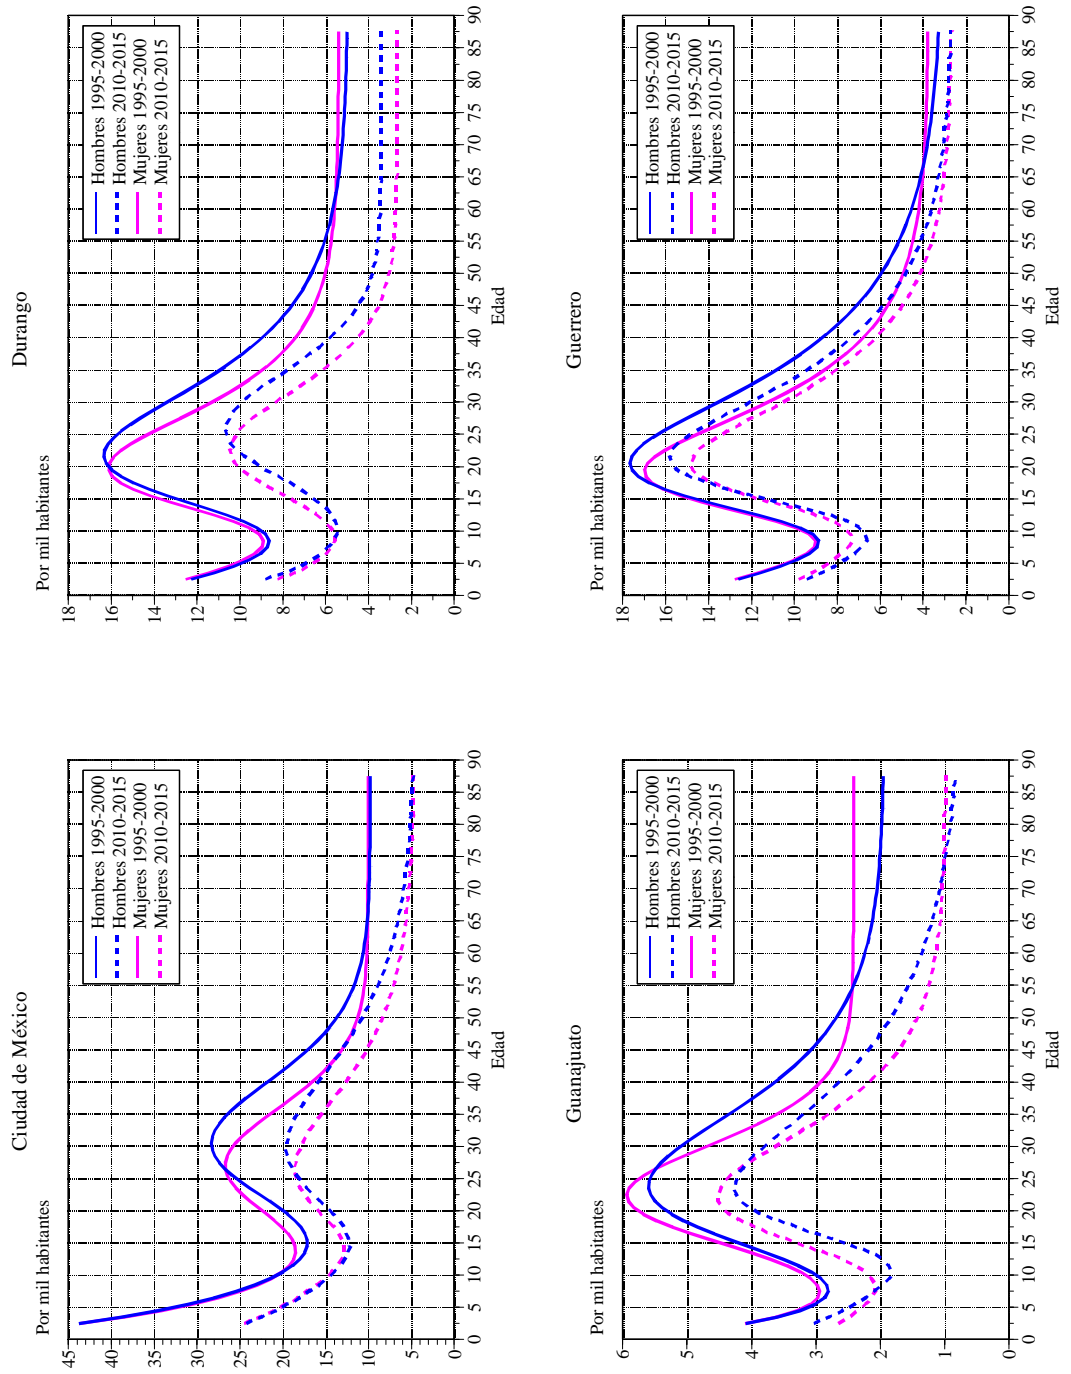 Ciudad de México
Por mil habitantes
45
40
35
30
25
20
15
10
5
0
Hombres 1995-2000
Hombres 2010-2015
Mujeres 1995-2000
Mujeres 2010-2015
0 5 10 15 20 25 30 35 40 45 50 55 60 65 70 75 80 85 90
Edad
Durango
Por mil habitantes
18
16
14
12
10
8
6
4
2
0
Hombres 1995-2000
Hombres 2010-2015
Mujeres 1995-2000
Mujeres 2010-2015
0 5 10 15 20 25 30 35 40 45 50 55 60 65 70 75 80 85 90
Edad
Guanajuato
Por mil habitantes
6
5
4
3
2
1
0
Hombres 1995-2000
Hombres 2010-2015
Mujeres 1995-2000
Mujeres 2010-2015
0 5 10 15 20 25 30 35 40 45 50 55 60 65 70 75 80 85 90
Edad
Guerrero
Por mil habitantes
18
16
14
12
10
8
6
4
2
0
Hombres 1995-2000
Hombres 2010-2015
Mujeres 1995-2000
Mujeres 2010-2015
0 5 10 15 20 25 30 35 40 45 50 55 60 65 70 75 80 85 90
Edad